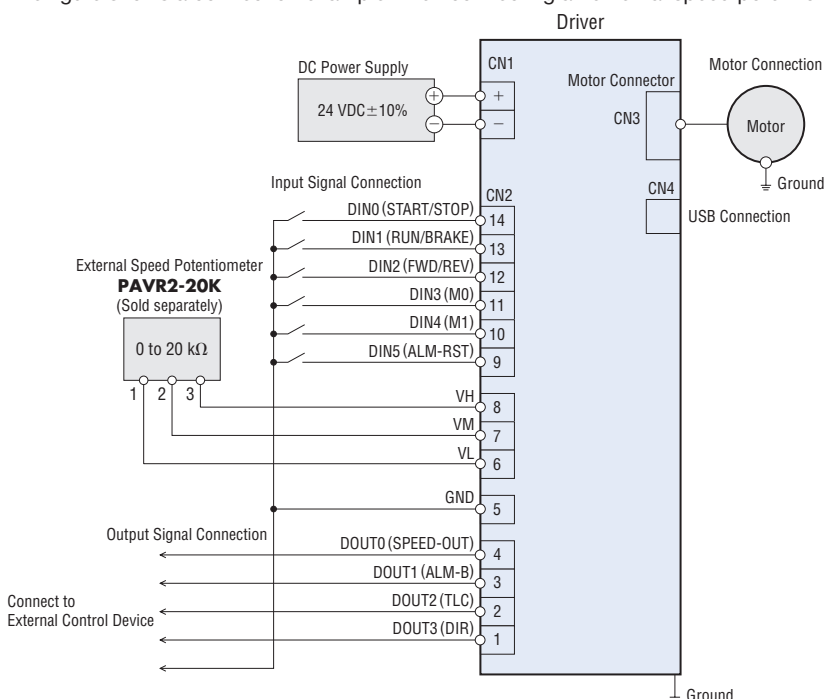 Driver
DC Power Supply
24 VDC±10%
+
−
CN1
+
−
Motor Connector
CN3
Motor Connection
Motor
Ground
CN4
USB Connection
Input Signal Connection
CN2
DIN0 (START/STOP)
14
DIN1 (RUN/BRAKE)
13
DIN2 (FWD/REV)
12
DIN3 (M0)
11
DIN4 (M1)
10
DIN5 (ALM-RST)
9
External Speed Potentiometer
PAVR2-20K
(Sold separately)
0 to 20 kΩ
1 2 3
VH
8
VM
7
VL
6
GND
5
Output Signal Connection
DOUT0 (SPEED-OUT)
4
DOUT1 (ALM-B)
3
DOUT2 (TLC)
2
DOUT3 (DIR)
1
Connect to
External Control Device
Ground